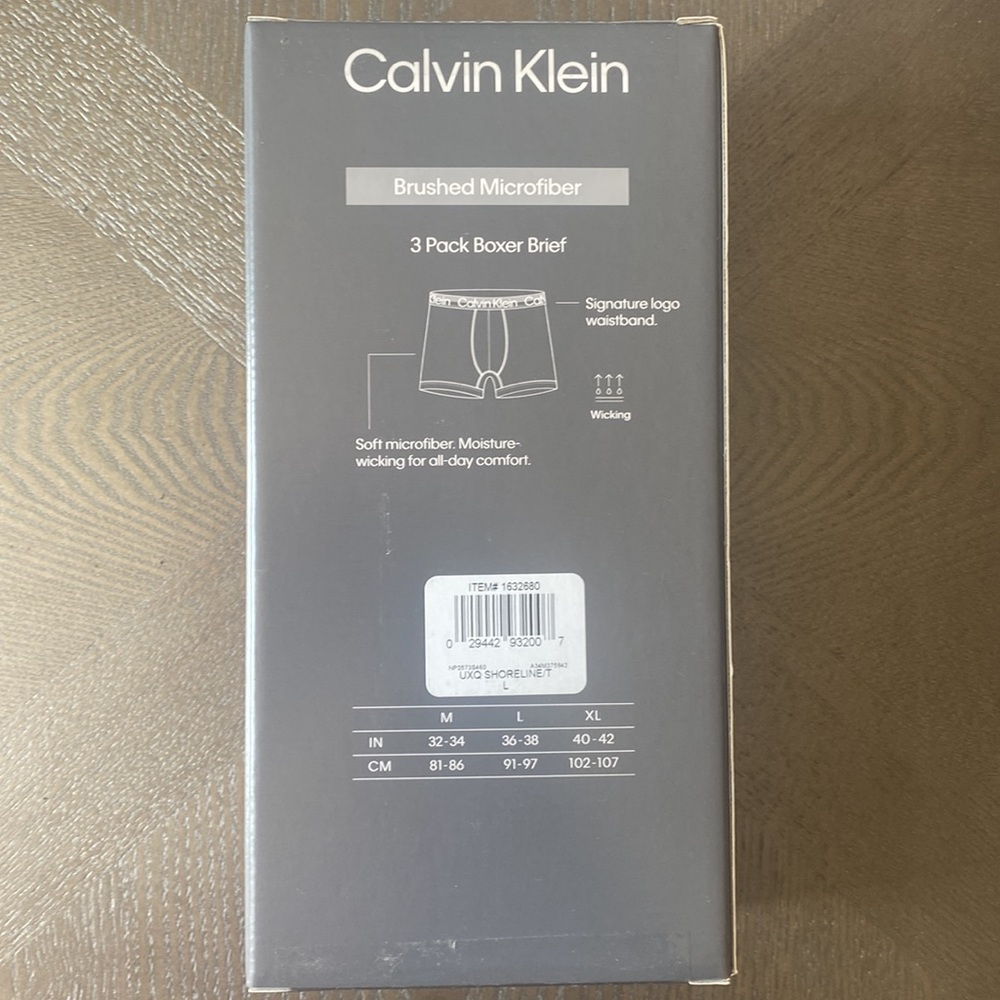 Calvin Klein
Brushed Microfiber
3 Pack Boxer Brief
lein Calvin Klein Cal
Signature logo
waistband.
Wicking
Soft microfiber. Moisture-
wicking for all-day comfort.
ITEM# 1632680
0 29442 93200 7
UXQ SHORELINE/T
L
M L XL
IN 32-34 36-38 40-42
CM 81-86 91-97 102-107